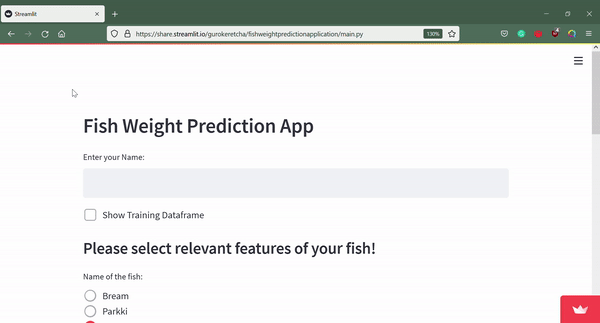 Streamlit
https://share.streamlit.io/gurokeretcha/fishweightpredictionapplication/main.py
130%
Fish Weight Prediction App
Enter your Name:
Show Training Dataframe
Please select relevant features of your fish!
Name of the fish:
Bream
Parkki